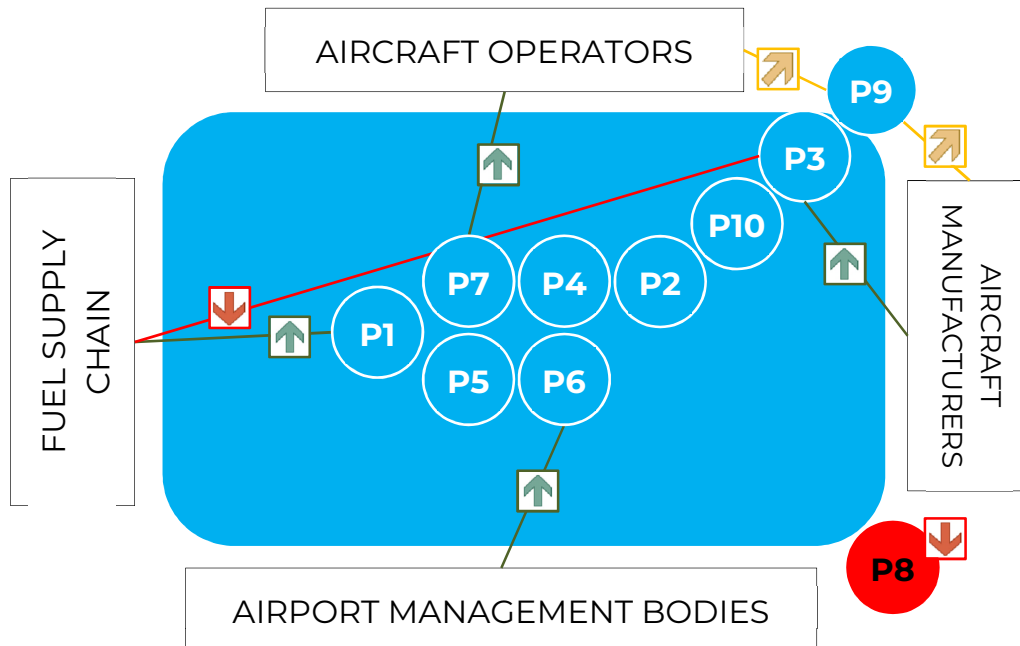 AIRCRAFT OPERATORS
P9
P3
P10
FUEL SUPPLY
CHAIN
AIRCRAFT
MANUFACTURERS
P7
P4
P2
P1
P5
P6
P8
AIRPORT MANAGEMENT BODIES